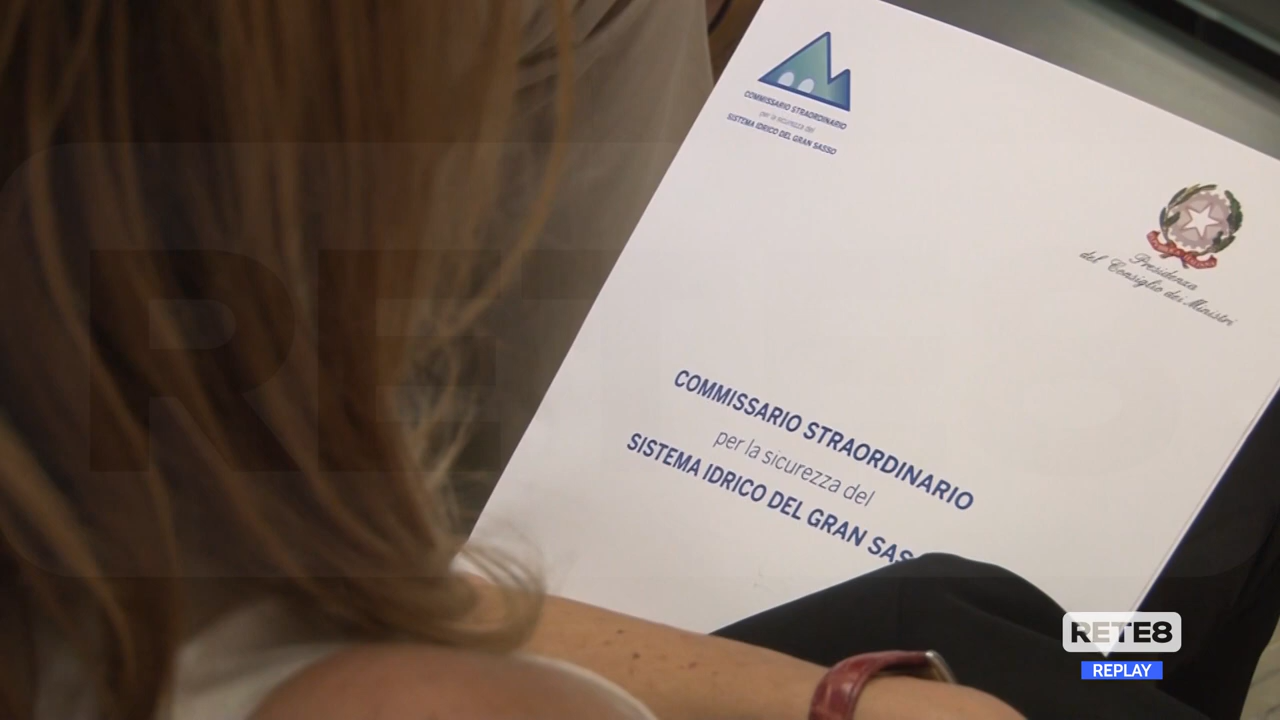 COMMISSARIO STRAORDINARIO
per la sicurezza del
SISTEMA IDRICO DEL GRAN SASSO
Presidenza
del Consiglio dei Ministri
COMMISSARIO STRAORDINARIO
per la sicurezza del
SISTEMA IDRICO DEL GRAN SAS
RETE8
REPLAY